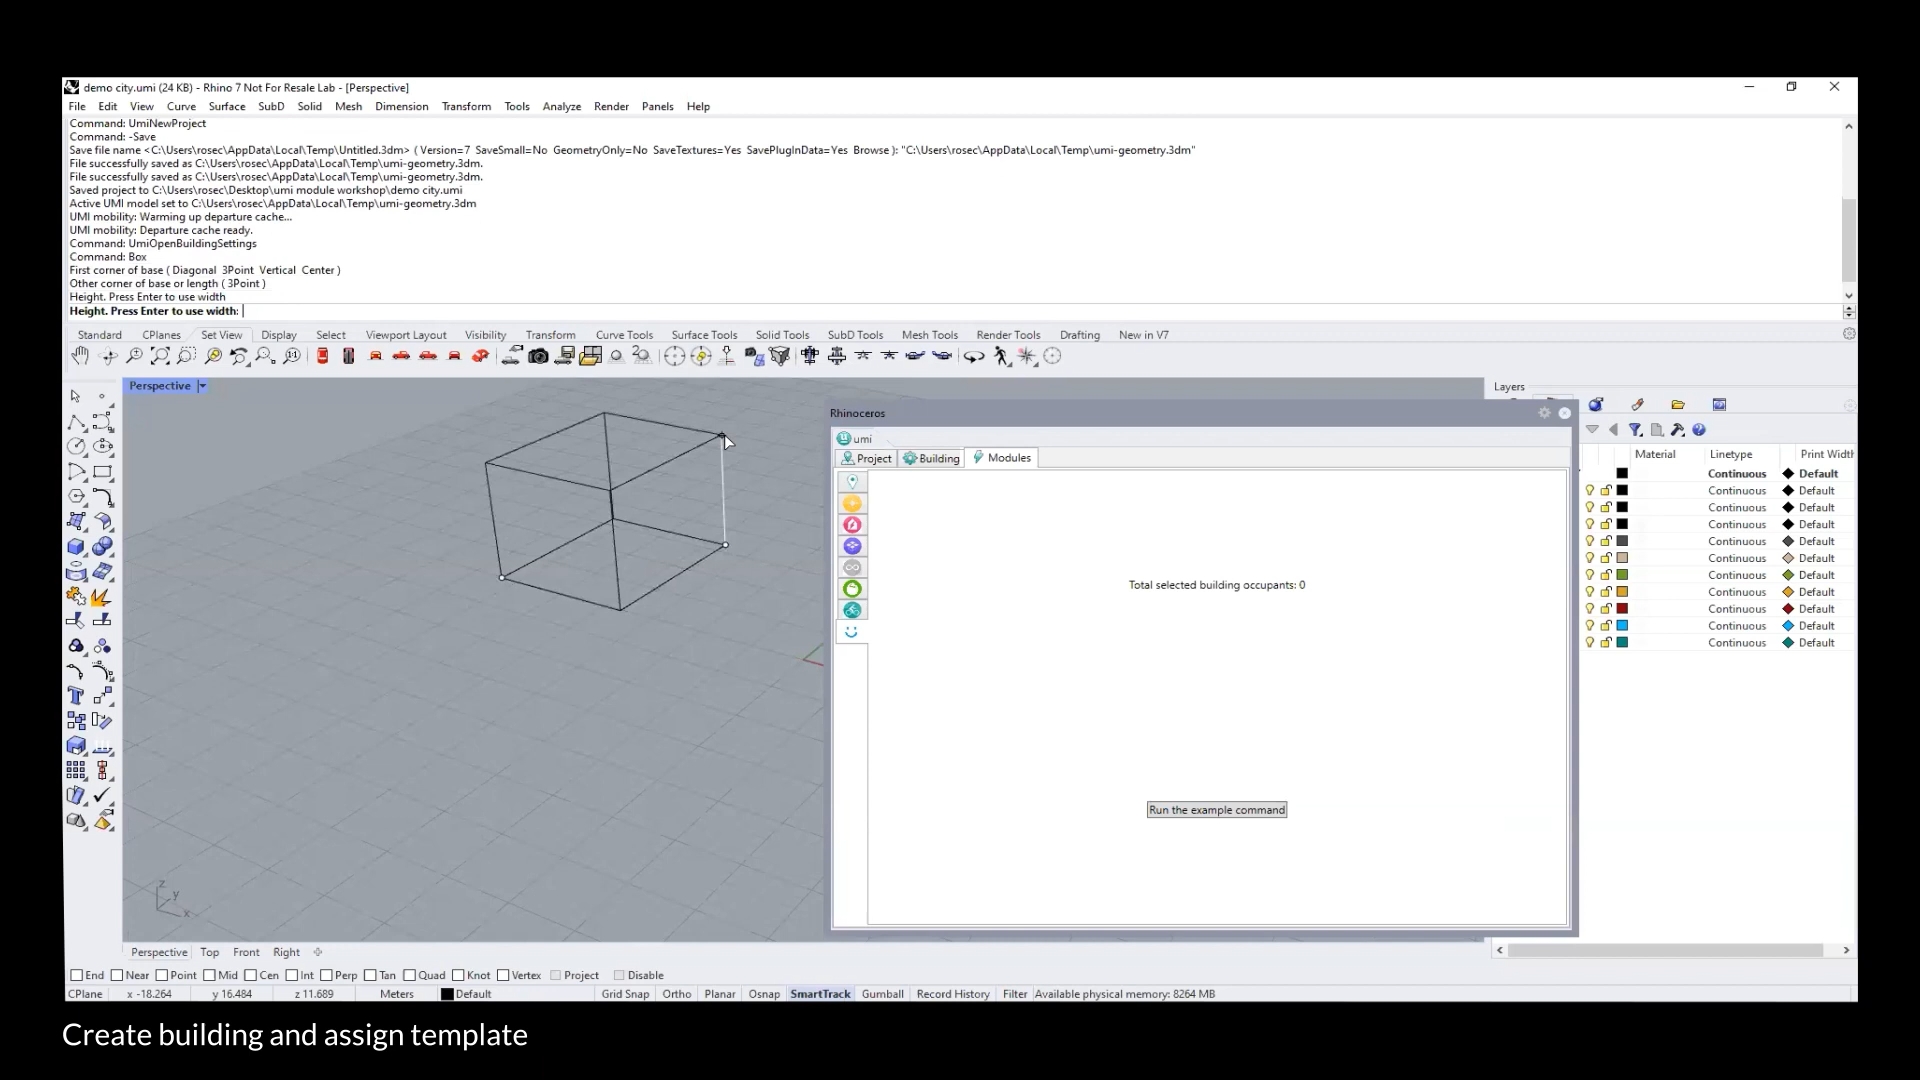 demo city.umi (24 KB) - Rhino 7 Not For Resale Lab - [Perspective]
File Edit View Curve Surface SubD Solid Mesh Dimension Transform Tools Analyze Render Panels Help
Command: UmiNewProject
Command: -Save
Save file name <C:\Users\rosec\AppData\Local\Temp\Untitled.3dm> ( Version=7 SaveSmall=No GeometryOnly=No SaveTextures=Yes SavePlugInData=Yes Browse ): "C:\Users\rosec\AppData\Local\Temp\umi-geometry.3dm"
File successfully saved as C:\Users\rosec\AppData\Local\Temp\umi-geometry.3dm.
File successfully saved as C:\Users\rosec\AppData\Local\Temp\umi-geometry.3dm.
Saved project to C:\Users\rosec\Desktop\umi module workshop\demo city.umi
Active UMI model set to C:\Users\rosec\AppData\Local\Temp\umi-geometry.3dm
UMI mobility: Warming up departure cache...
UMI mobility: Departure cache ready.
Command: UmiOpenBuildingSettings
Command: Box
First corner of base ( Diagonal 3Point Vertical Center )
Other corner of base or length ( 3Point )
Height. Press Enter to use width
Height. Press Enter to use width:
Standard CPlanes Set View Display Select Viewport Layout Visibility Transform Curve Tools Surface Tools Solid Tools SubD Tools Mesh Tools Render Tools Drafting New in V7
Perspective
Layers
Rhinoceros
umi
Project Building Modules
Material Linetype Print Width
Continuous Default
Continuous Default
Continuous Default
Continuous Default
Continuous Default
Continuous Default
Continuous Default
Continuous Default
Continuous Default
Continuous Default
Continuous Default
Total selected building occupants: 0
Run the example command
z
y
x
Perspective Top Front Right
End Near Point Mid Cen Int Perp Tan Quad Knot Vertex Project Disable
CPlane x -18.264 y 16.484 z 11.689 Meters Default Grid Snap Ortho Planar Osnap SmartTrack Gumball Record History Filter Available physical memory: 8264 MB
Create building and assign template